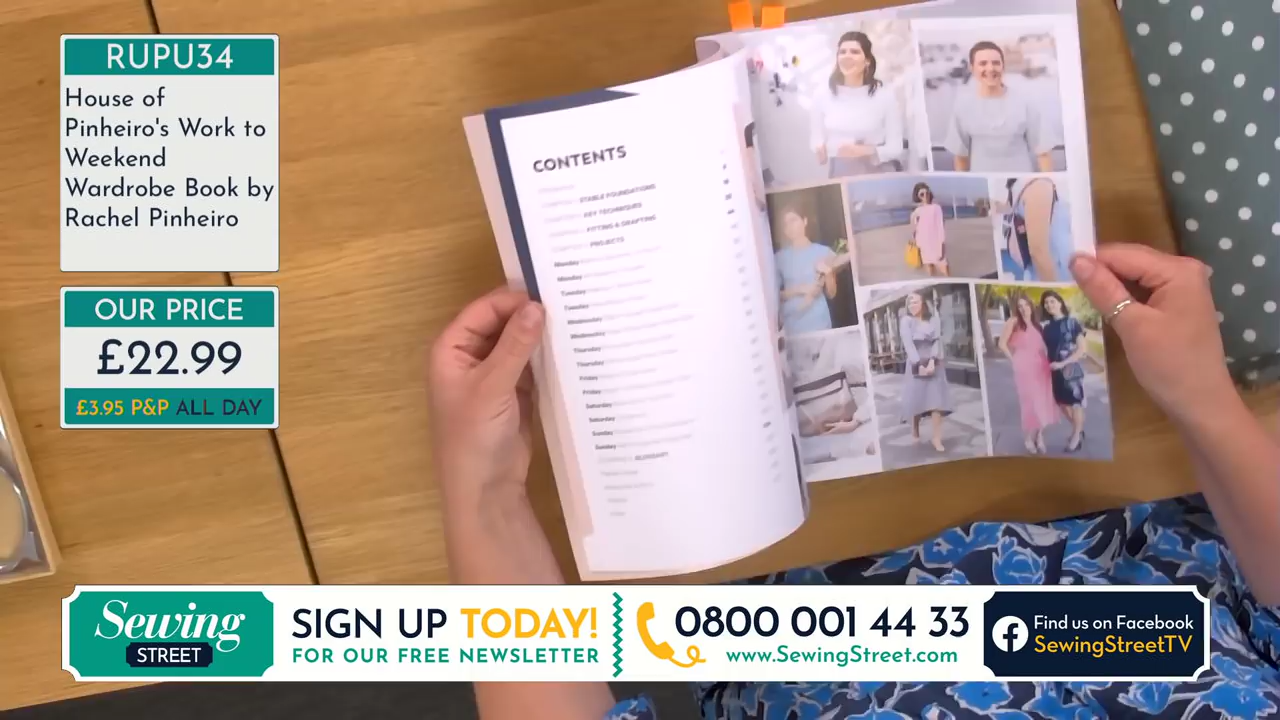 RUPU34
House of
Pinheiro's Work to
Weekend
Wardrobe Book by
Rachel Pinheiro
OUR PRICE
£22.99
£3.95 P&P ALL DAY
CONTENTS
STABLE FOUNDATIONS
KEY TECHNIQUES
FITTING & DRAFTING
PROJECTS
Monday
Monday
Tuesday
Tuesday
Wednesday
Wednesday
Thursday
Thursday
Friday
Friday
Saturday
Saturday
Sunday
Sunday
GLOSSARY
Sewing
STREET
SIGN UP TODAY!
FOR OUR FREE NEWSLETTER
0800 001 44 33
www.SewingStreet.com
Find us on Facebook
SewingStreetTV